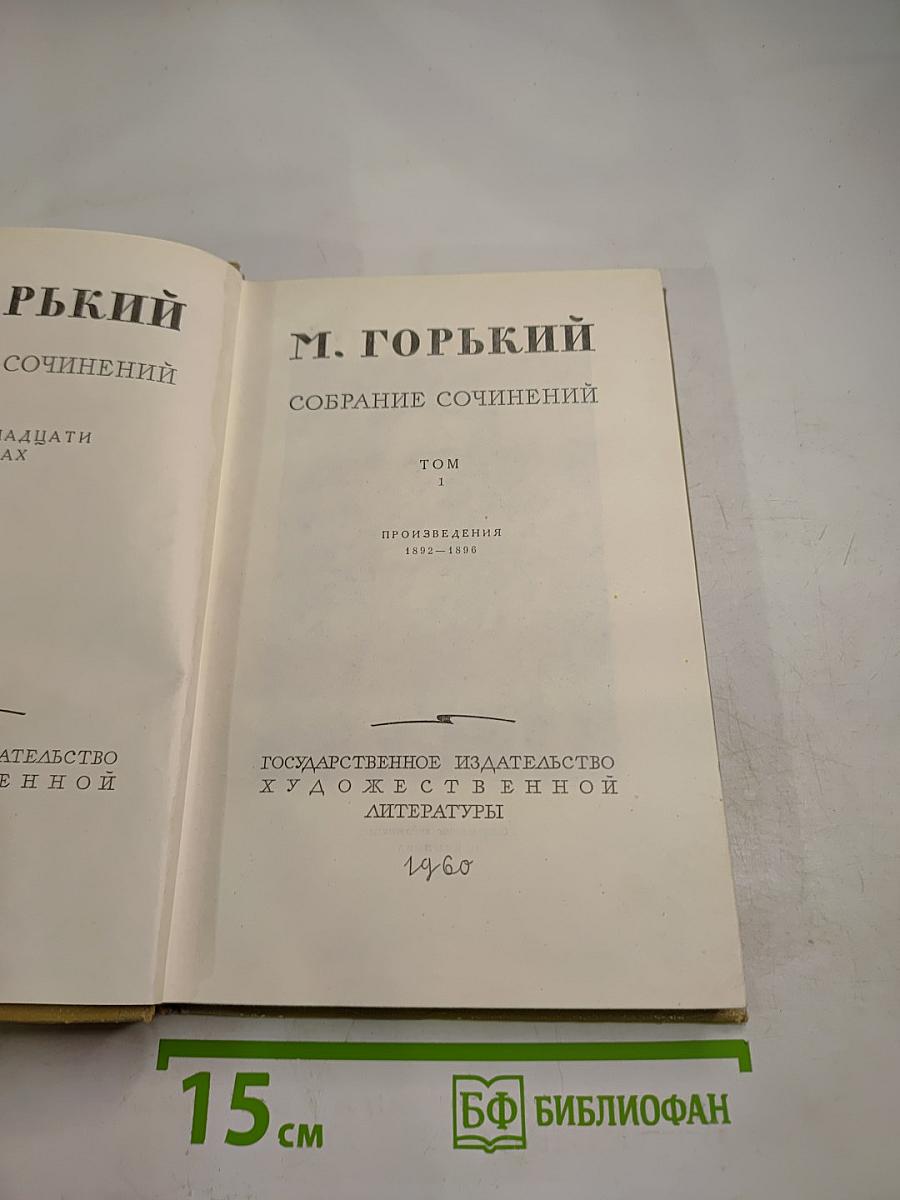 РЬКИЙ
СОЧИНЕНИЙ
НАДЦАТИ
АХ
АТЕЛЬСТВО
ЕННОЙ
М. ГОРЬКИЙ
СОБРАНИЕ СОЧИНЕНИЙ
ТОМ
1
ПРОИЗВЕДЕНИЯ
1892—1896
ГОСУДАРСТВЕННОЕ ИЗДАТЕЛЬСТВО
ХУДОЖЕСТВЕННОЙ
ЛИТЕРАТУРЫ
1960
15 см
БФ БИБЛИОФАН